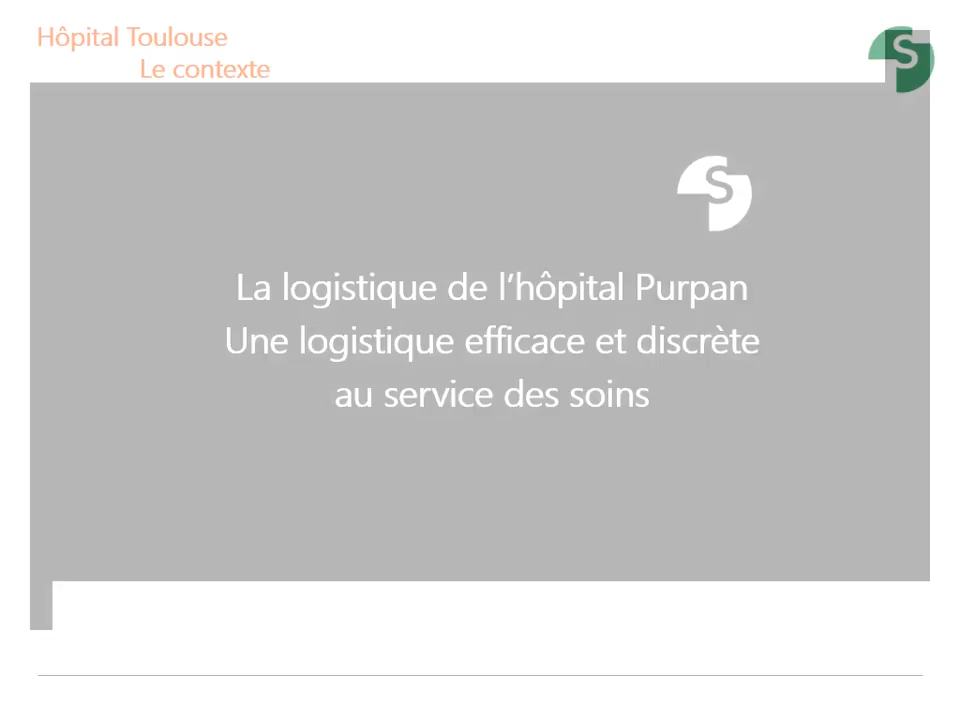 Hôpital Toulouse
Le contexte
S
S
La logistique de l’hôpital Purpan
Une logistique efficace et discrète
au service des soins